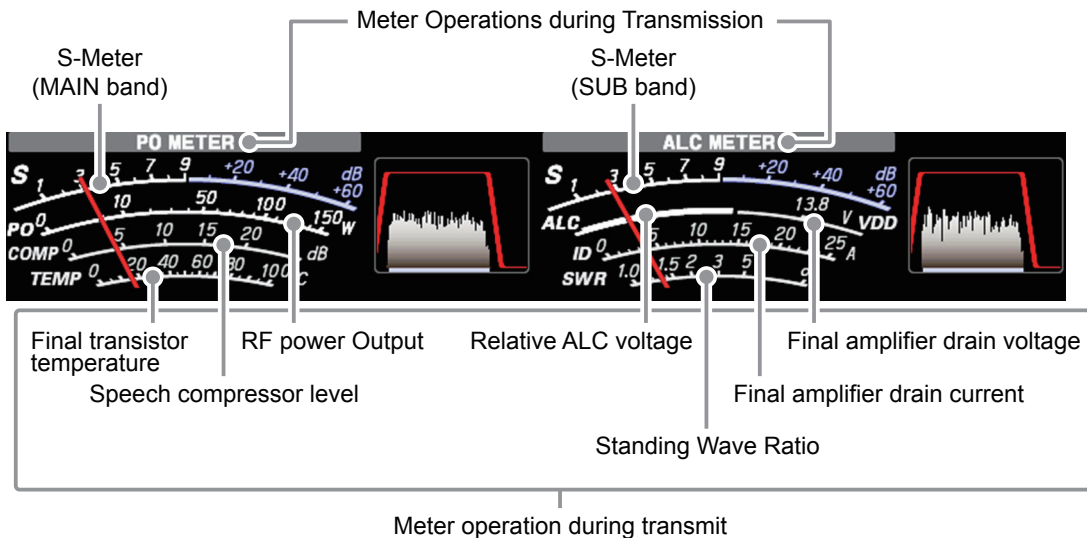 Meter Operations during Transmission
S-Meter
(MAIN band)
S-Meter
(SUB band)
PO METER
S 1 3 5 7 9 +20 +40 +60 dB
PO 0 10 50 100 150 W
COMP 0 5 10 15 20 dB
TEMP 0 20 40 60 80 100 C
ALC METER
S 1 3 5 7 9 +20 +40 +60 dB
ALC 13.8 V VDD
ID 0 5 10 15 20 25 A
SWR 1.0 1.5 2 3 5
Final transistor
temperature
RF power Output
Speech compressor level
Relative ALC voltage
Final amplifier drain voltage
Final amplifier drain current
Standing Wave Ratio
Meter operation during transmit